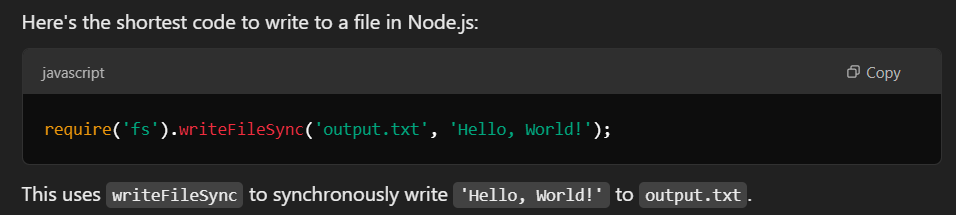 Here's the shortest code to write to a file in Node.js:
javascript
Copy
require('fs').writeFileSync('output.txt', 'Hello, World!');
This uses writeFileSync to synchronously write 'Hello, World!' to output.txt.